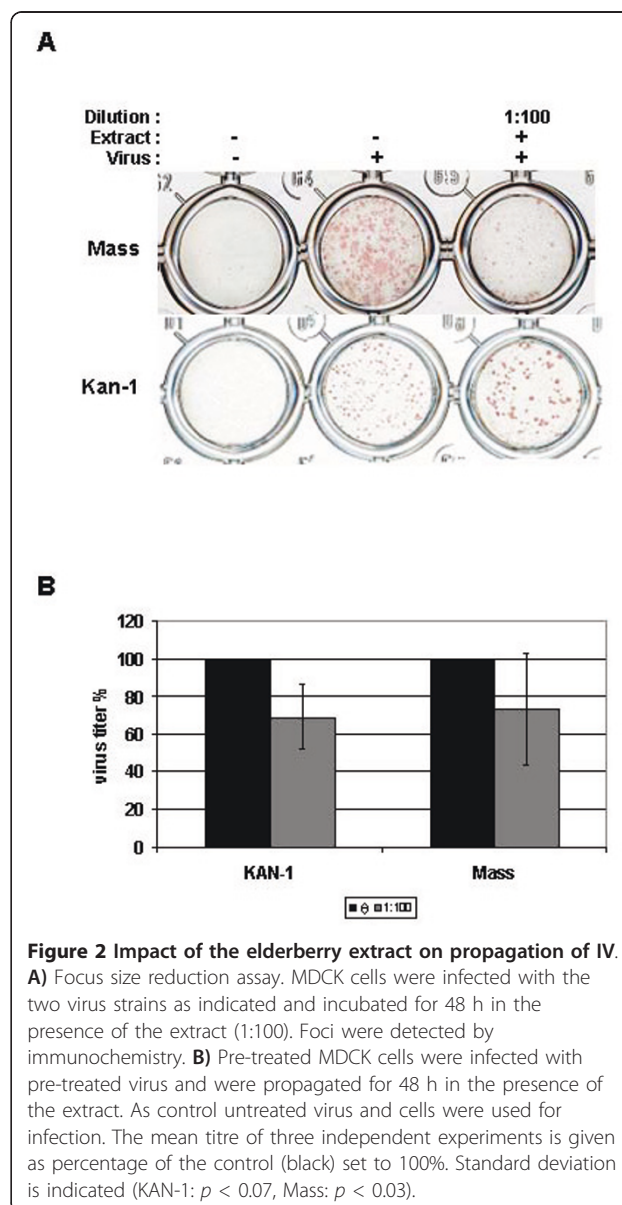 A
Dilution : 1:100
Extract : - - +
Virus : - + +
Mass
Kan-1
B
120
100
80
60
40
20
0
virus titer %
KAN-1 Mass
1:100
Figure 2 Impact of the elderberry extract on propagation of IV.
A) Focus size reduction assay. MDCK cells were infected with the
two virus strains as indicated and incubated for 48 h in the
presence of the extract (1:100). Foci were detected by
immunochemistry. B) Pre-treated MDCK cells were infected with
pre-treated virus and were propagated for 48 h in the presence of
the extract. As control untreated virus and cells were used for
infection. The mean titre of three independent experiments is given
as percentage of the control (black) set to 100%. Standard deviation
is indicated (KAN-1: p < 0.07, Mass: p < 0.03).